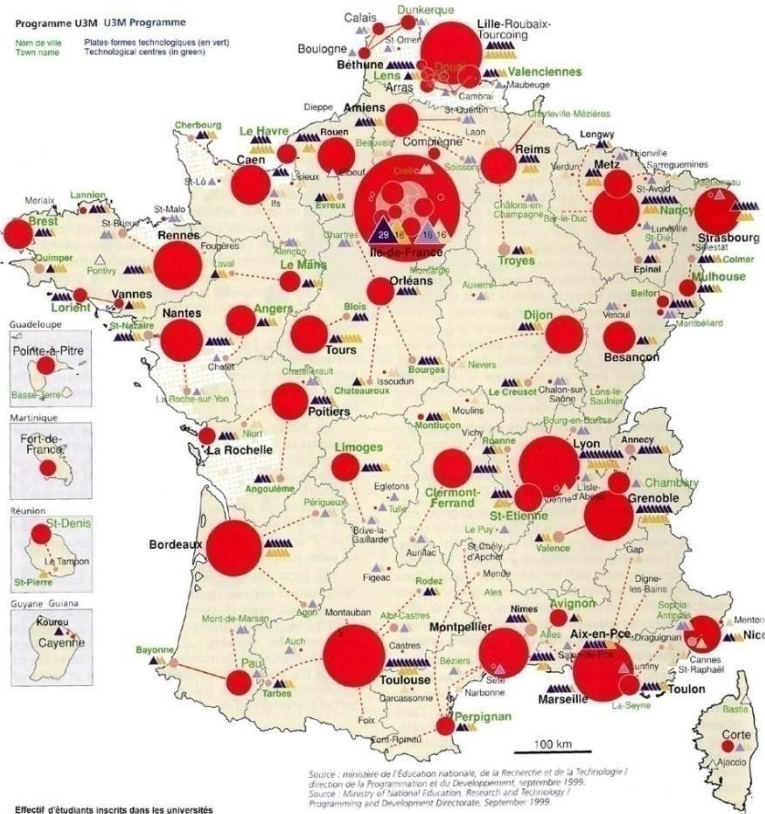 Programme U3M U3M Programme
Nom de ville
Town name
Plates-formes technologiques (en vert)
Technological centres (in green)
Dunkerque
Calais
St-Omer
Boulogne
Lille-Roubaix-
Tourcoing
Béthune
Lens
Douai
Valenciennes
Arras
Maubeuge
Cambrai
Dieppe
Amiens
St-Quentin
Charleville-Mézières
Cherbourg
Le Havre
Rouen
Beauvais
Laon
Compiègne
Longwy
Thionville
Caen
Lisieux
Elbeuf
Creil
Soissons
Reims
Verdun
Metz
Sarreguemines
St-Lô
Ifs
Evreux
St-Avold
Haguenau
Lannion
Morlaix
St-Malo
Châlons-en-
Champagne
Bar-le-Duc
Nancy
Brest
St-Brieuc
29 16 16 16
Lunéville
St-Dié
Strasbourg
Rennes
Fougères
Alençon
Chartres
Ile-de-France
Sélestat
Quimper
Pontivy
Laval
Le Mans
Montargis
Troyes
Epinal
Colmar
Orléans
Mulhouse
Lorient
Vannes
Auxerre
Belfort
Blois
St-Nazaire
Nantes
Angers
Dijon
Vesoul
Montbéliard
Guadeloupe
Tours
Besançon
Pointe-à-Pitre
Cholet
Bourges
Nevers
Basse-Terre
La Roche-sur-Yon
Chatellerault
Issoudun
Chateauroux
Le Creusot
Chalon-sur-
Saône
Lons-le-
Saulnier
Martinique
Poitiers
Moulins
Montluçon
Bourg-en-Bresse
Fort-de-
France
Niort
Vichy
Roanne
Lyon
Annecy
La Rochelle
Limoges
L'Isle-
d'Abeau
Chambéry
Angoulême
Clermont-
Ferrand
Vienne
Grenoble
Réunion
St-Denis
Egletons
St-Etienne
Périgueux
Tulle
Le Tampon
Bordeaux
Brive-la-
Gaillarde
Le Puy
Valence
St-Pierre
Aurillac
St-Chély
d'Apcher
Gap
Figeac
Mende
Guyane Guiana
Rodez
Ales
Digne-
les-Bains
Kourou
Cayenne
Mont-de-Marsan
Agen
Montauban
Albi-Castres
Nimes
Avignon
Sophia-
Antipolis
Menton
Auch
Montpellier
Arles
Aix-en-Pce
Draguignan
Nice
Bayonne
Castres
Béziers
Cannes
St-Raphaël
Pau
Toulouse
Sète
Tarbes
Narbonne
Marseille
Toulon
Carcassonne
La-Seyne
Foix
Perpignan
Bastia
Font-Romeu
Corte
100 km
Ajaccio
Source : ministère de l'Éducation nationale, de la Recherche et de la Technologie /
direction de la Programmation et du Developpement, septembre 1999.
Source : Ministry of National Education, Research and Technology /
Programming and Development Directorate, September 1999.
Effectif d'étudiants inscrits dans les universités